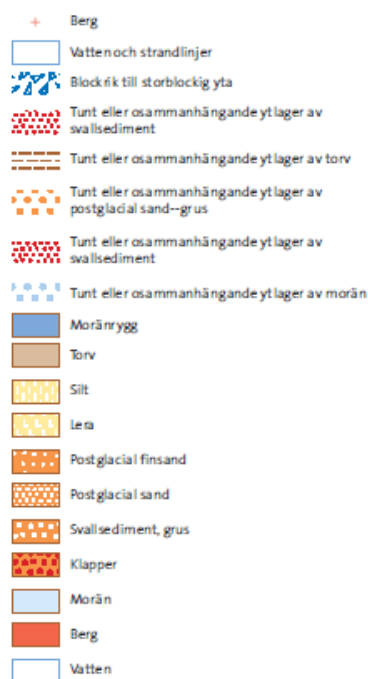 Berg
Vatten och strandlinjer
Blockrik till storblockig yta
Tunt eller osammanhängande ytlager av
svallsediment
Tunt eller osammanhängande ytlager av torv
Tunt eller osammanhängande ytlager av
postglacial sand--grus
Tunt eller osammanhängande ytlager av
svallsediment
Tunt eller osammanhängande ytlager av morän
Moränrygg
Torv
Silt
Lera
Postglacial finsand
Postglacial sand
Svallsediment, grus
Klapper
Morän
Berg
Vatten